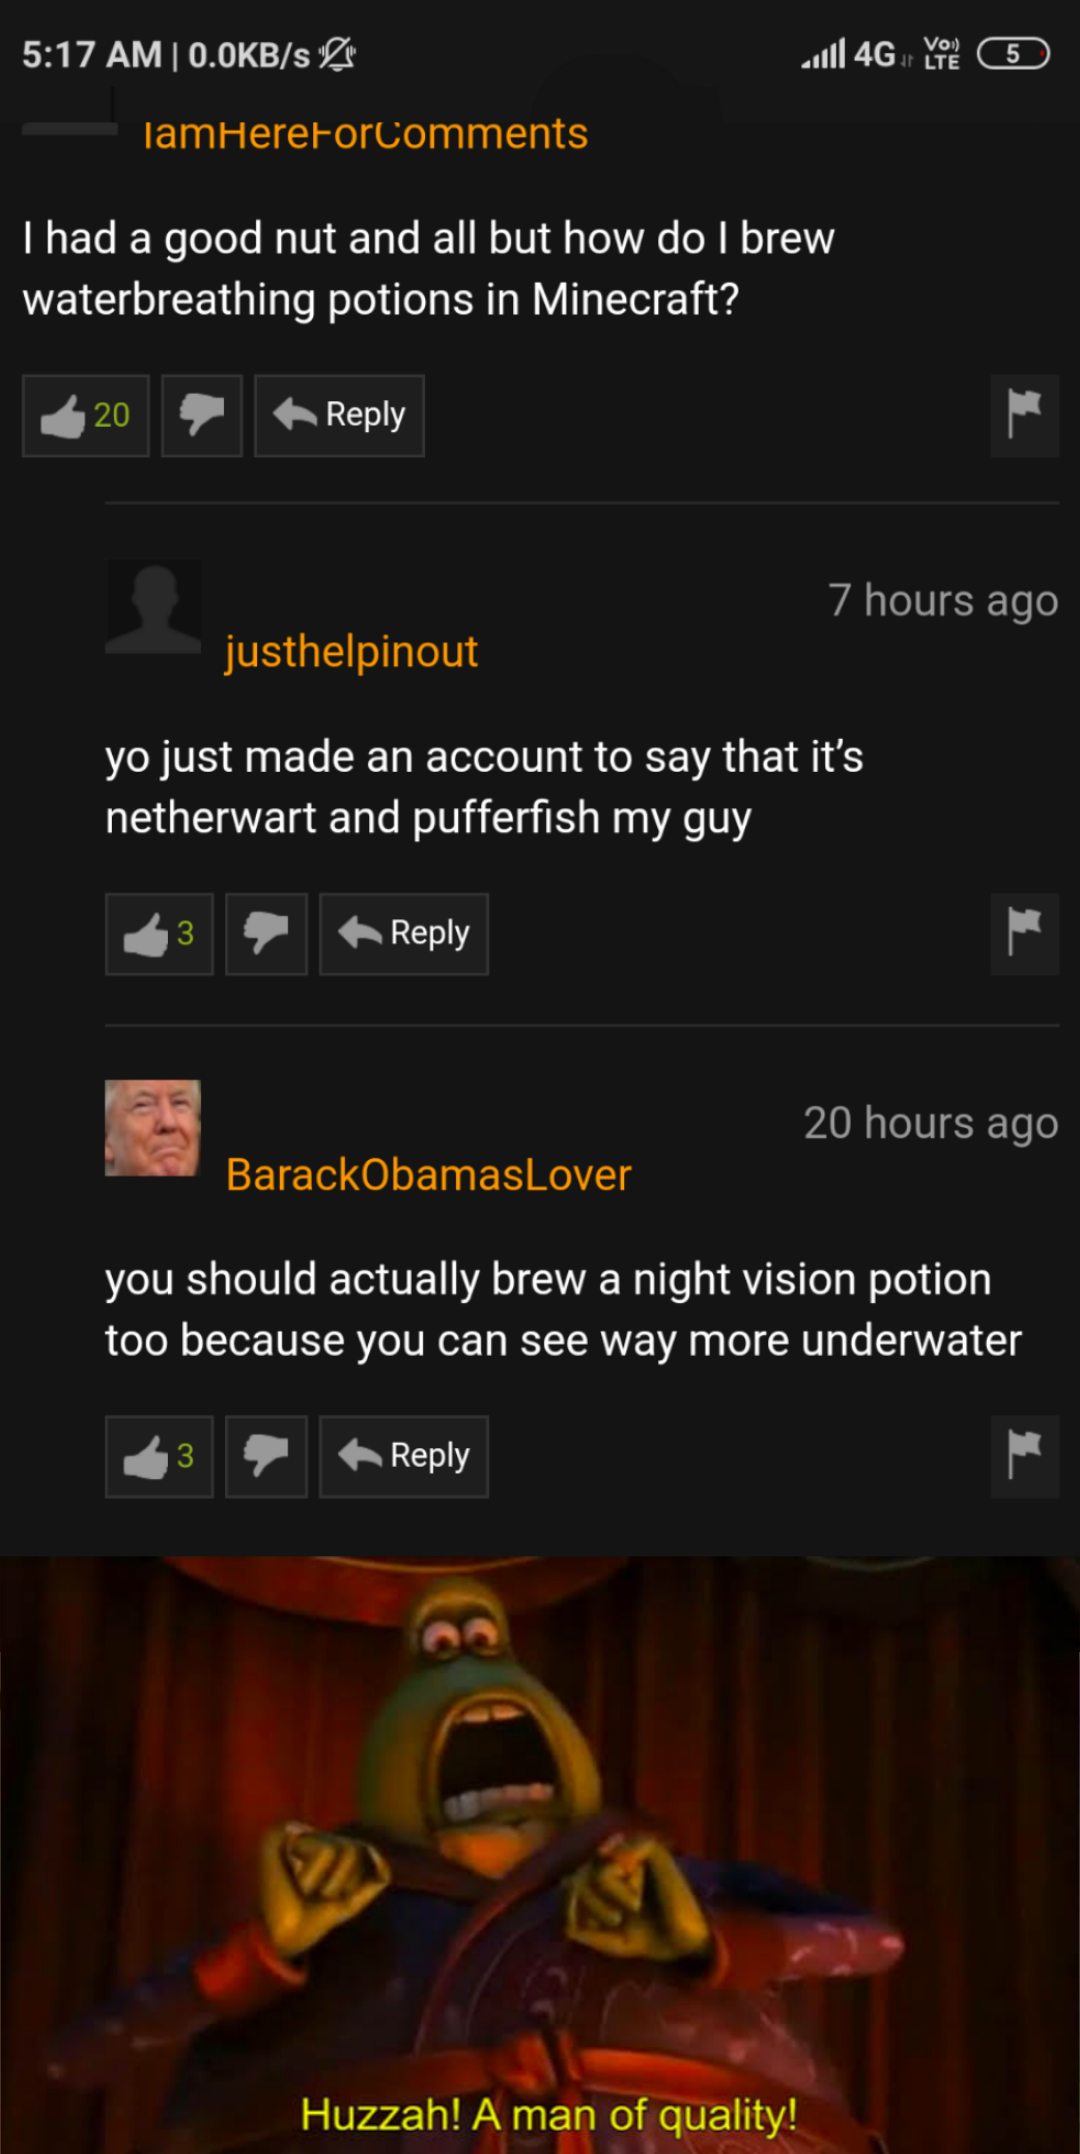 5:17 AM | 0.0KB/s 4G Vo)) LTE 5
IamHereForComments
I had a good nut and all but how do I brew
waterbreathing potions in Minecraft?
20 Reply
7 hours ago
justhelpinout
yo just made an account to say that it's
netherwart and pufferfish my guy
3 Reply
20 hours ago
BarackObamasLover
you should actually brew a night vision potion
too because you can see way more underwater
3 Reply
Huzzah! A man of quality!